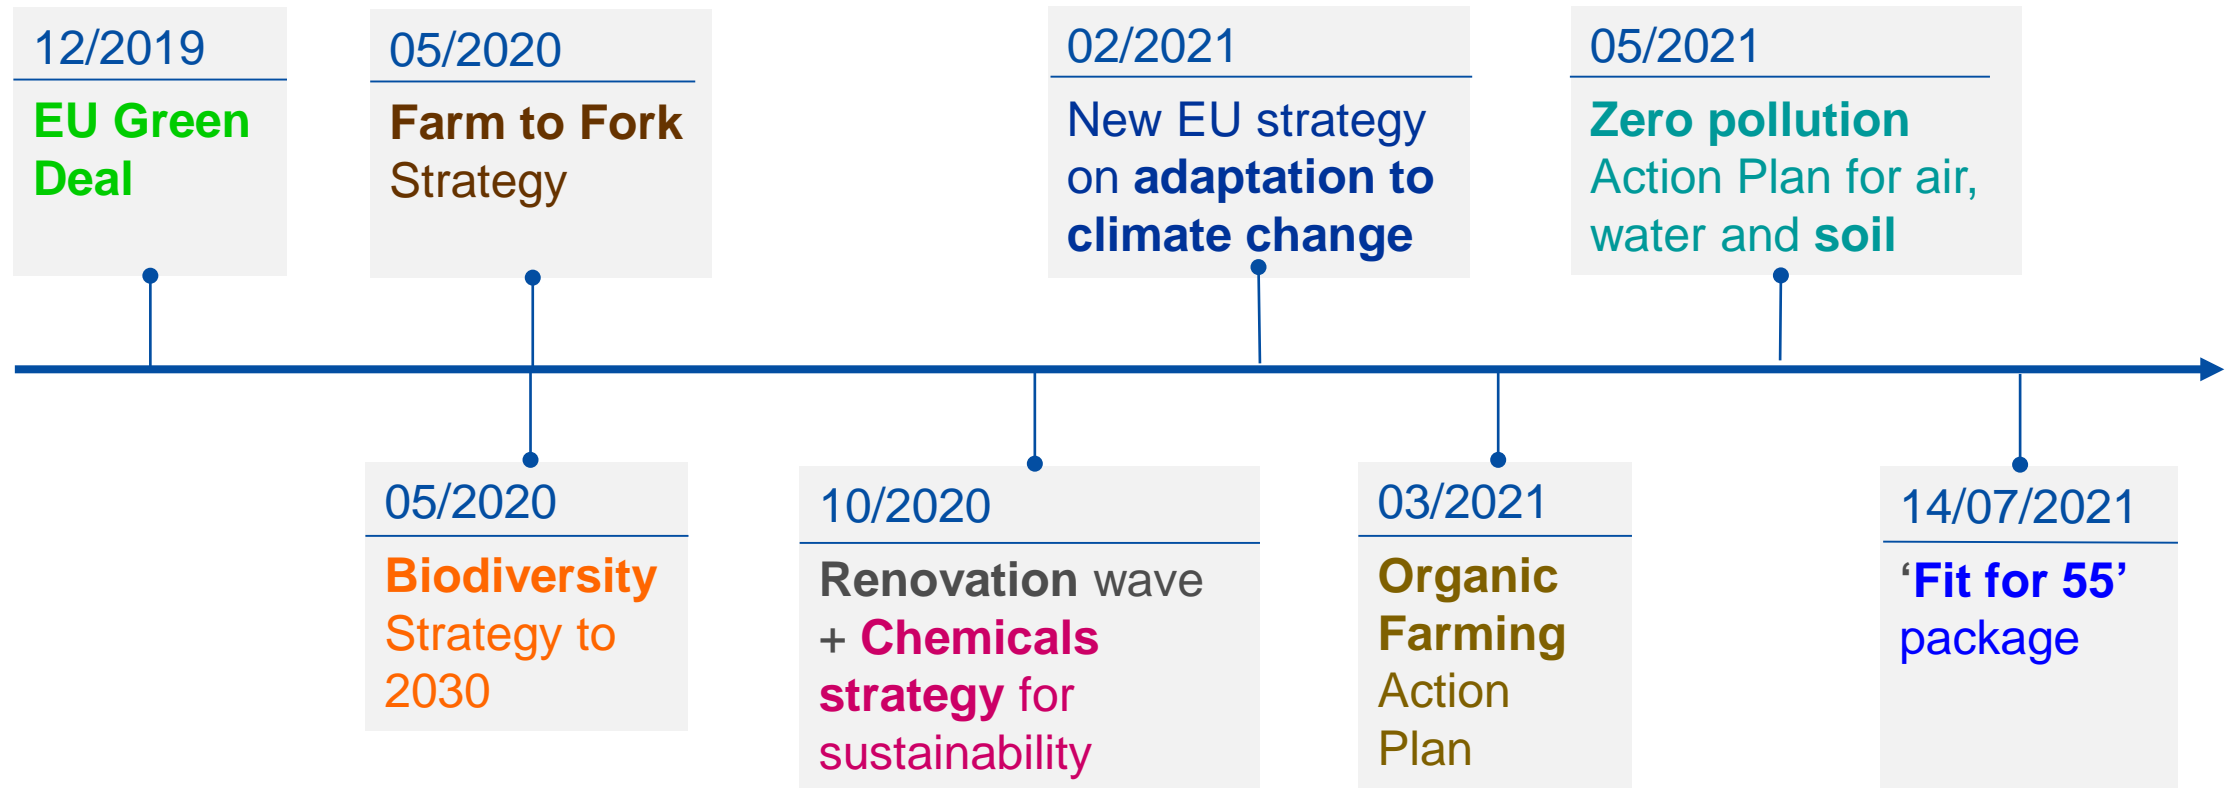 12/2019
EU Green
Deal
05/2020
Farm to Fork
Strategy
02/2021
New EU strategy
on adaptation to
climate change
05/2021
Zero pollution
Action Plan for air,
water and soil
05/2020
Biodiversity
Strategy to
2030
10/2020
Renovation wave
+ Chemicals
strategy for
sustainability
03/2021
Organic
Farming
Action
Plan
14/07/2021
‘Fit for 55’
package